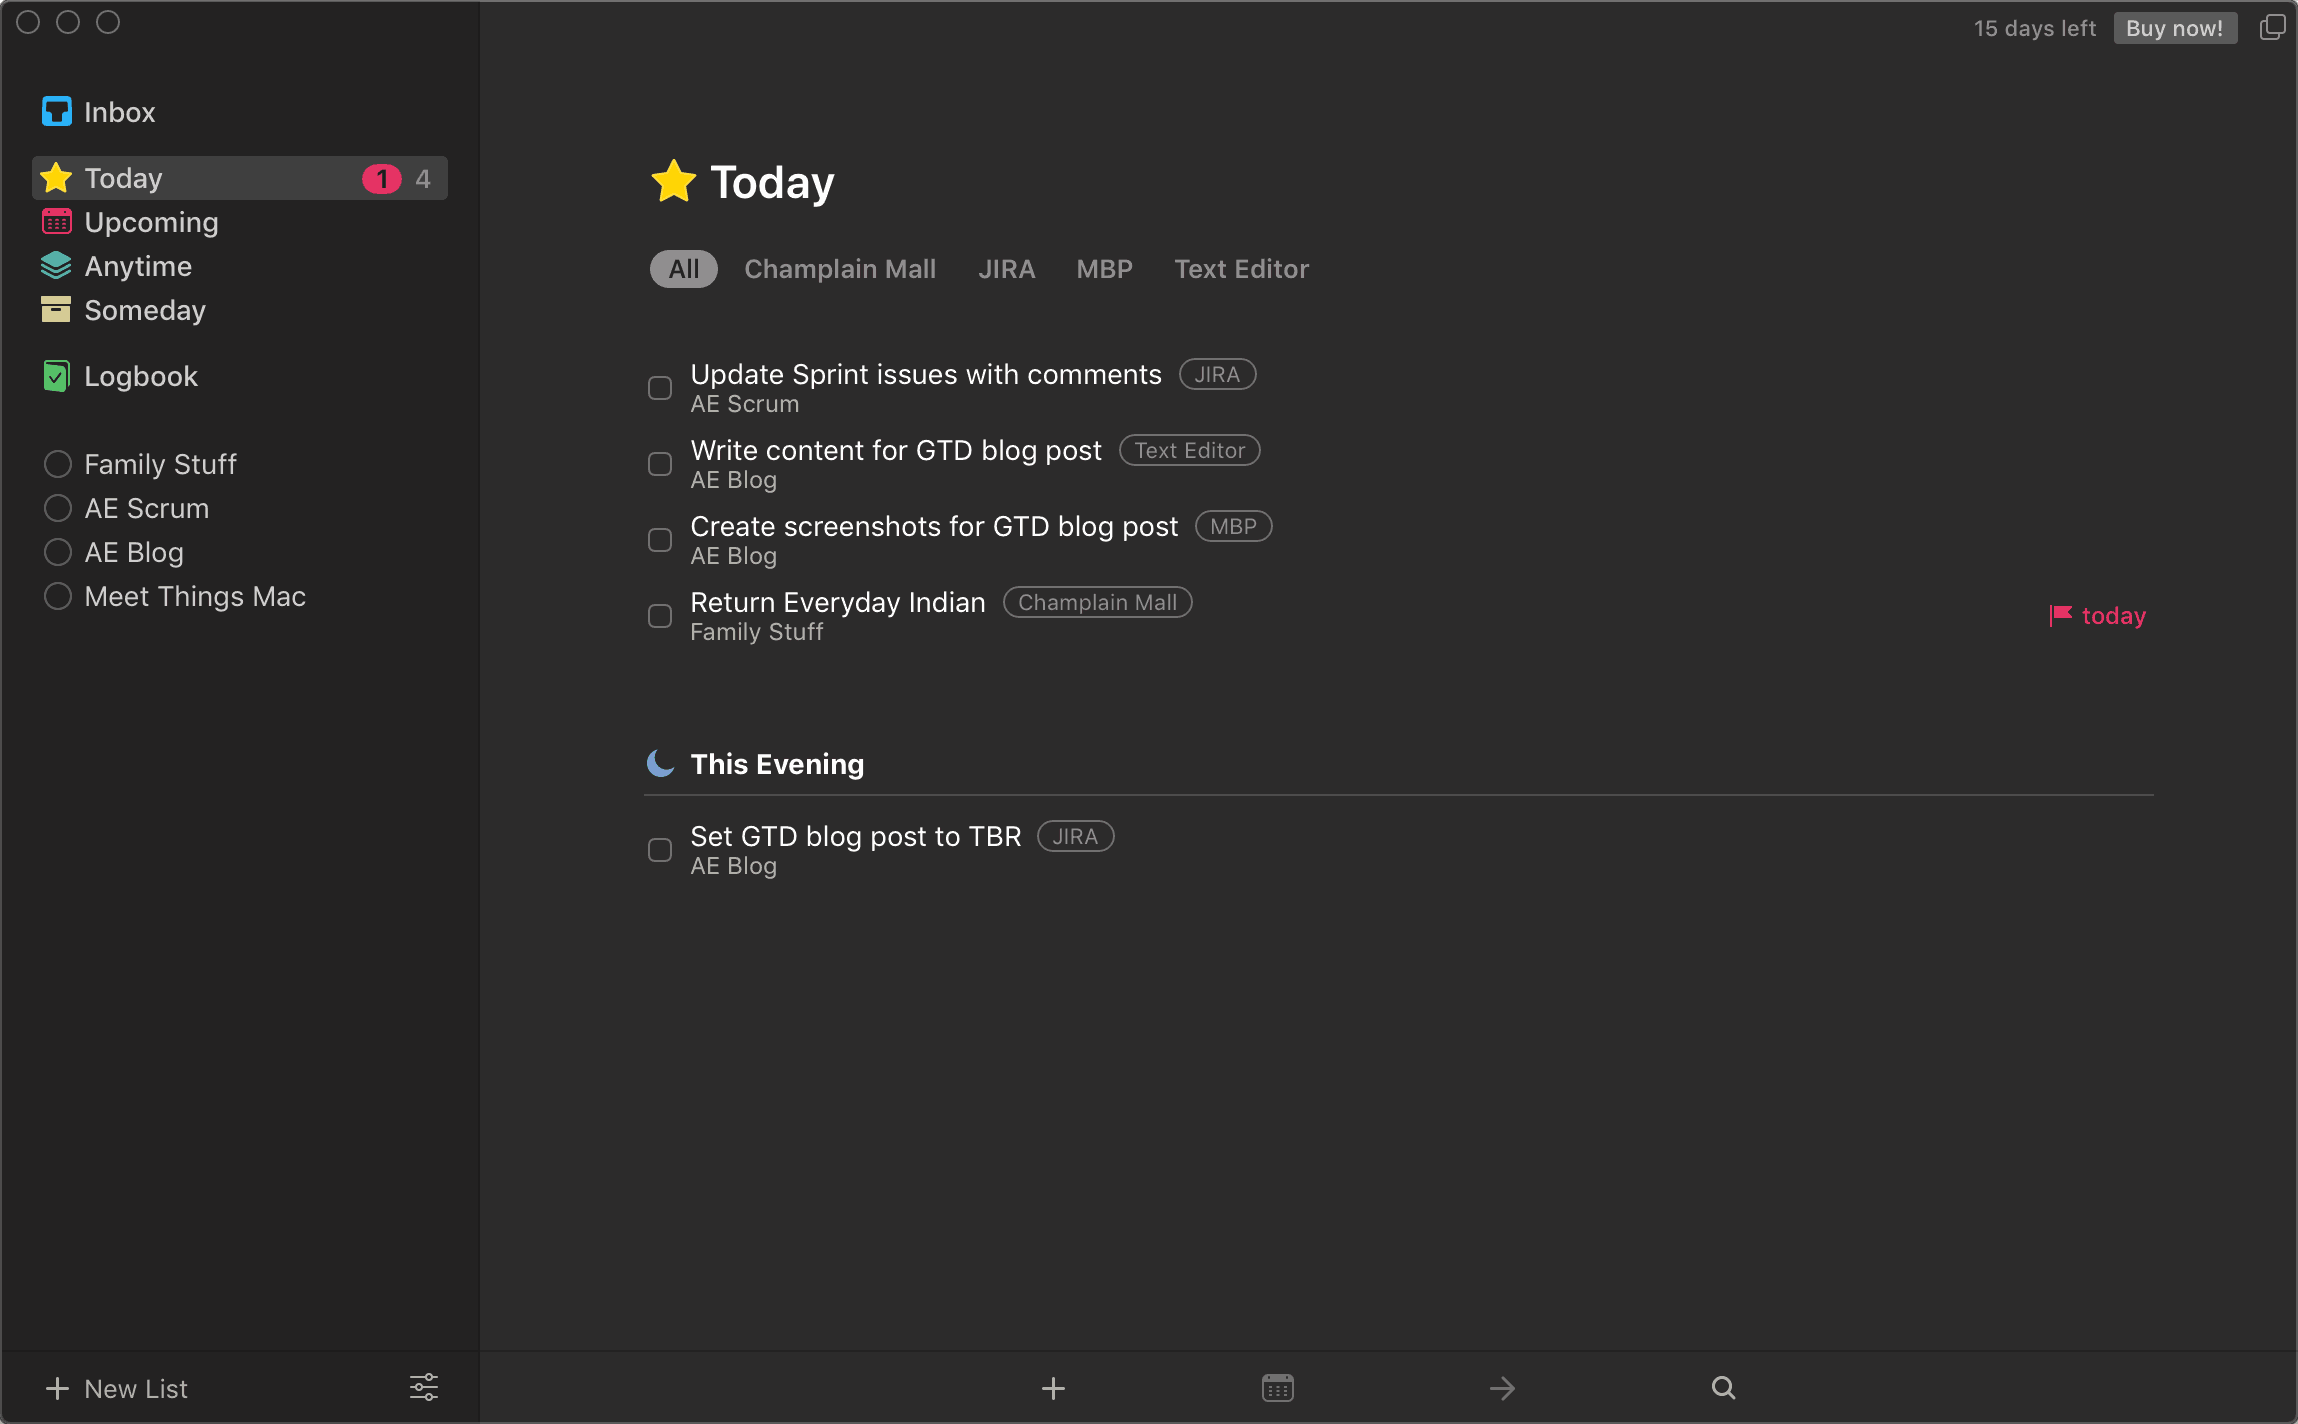 15 days left Buy now!
Inbox
Today 1 4
Upcoming
Anytime
Someday
Logbook
Family Stuff
AE Scrum
AE Blog
Meet Things Mac
New List
Today
All Champlain Mall JIRA MBP Text Editor
Update Sprint issues with comments JIRA
AE Scrum
Write content for GTD blog post Text Editor
AE Blog
Create screenshots for GTD blog post MBP
AE Blog
Return Everyday Indian Champlain Mall
Family Stuff
today
This Evening
Set GTD blog post to TBR JIRA
AE Blog